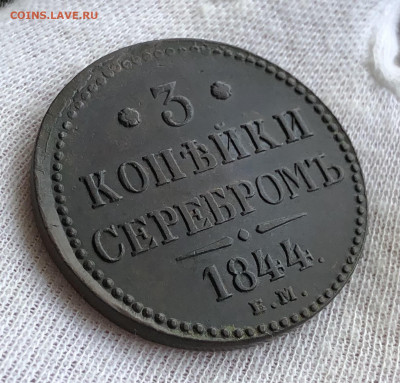 COINS.LAVE.RU
• 3 •
КОПѢЙКИ
СЕРЕБРОМЪ
1844.
Е.М.